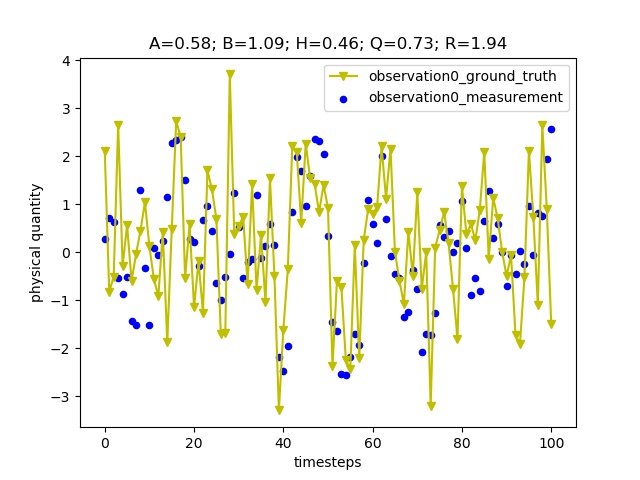 A=0.58; B=1.09; H=0.46; Q=0.73; R=1.94
observation0_ground_truth
observation0_measurement
physical quantity
4
3
2
1
0
−1
−2
−3
0 20 40 60 80 100
timesteps